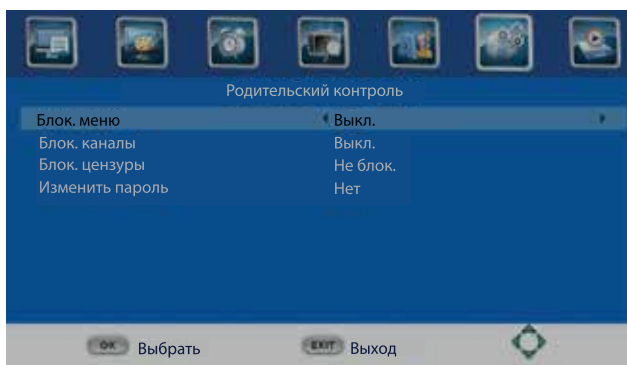 Родительский контроль
Блок. меню Выкл.
Блок. каналы Выкл.
Блок. цензуры Не блок.
Изменить пароль Нет
OK Выбрать EXIT Выход